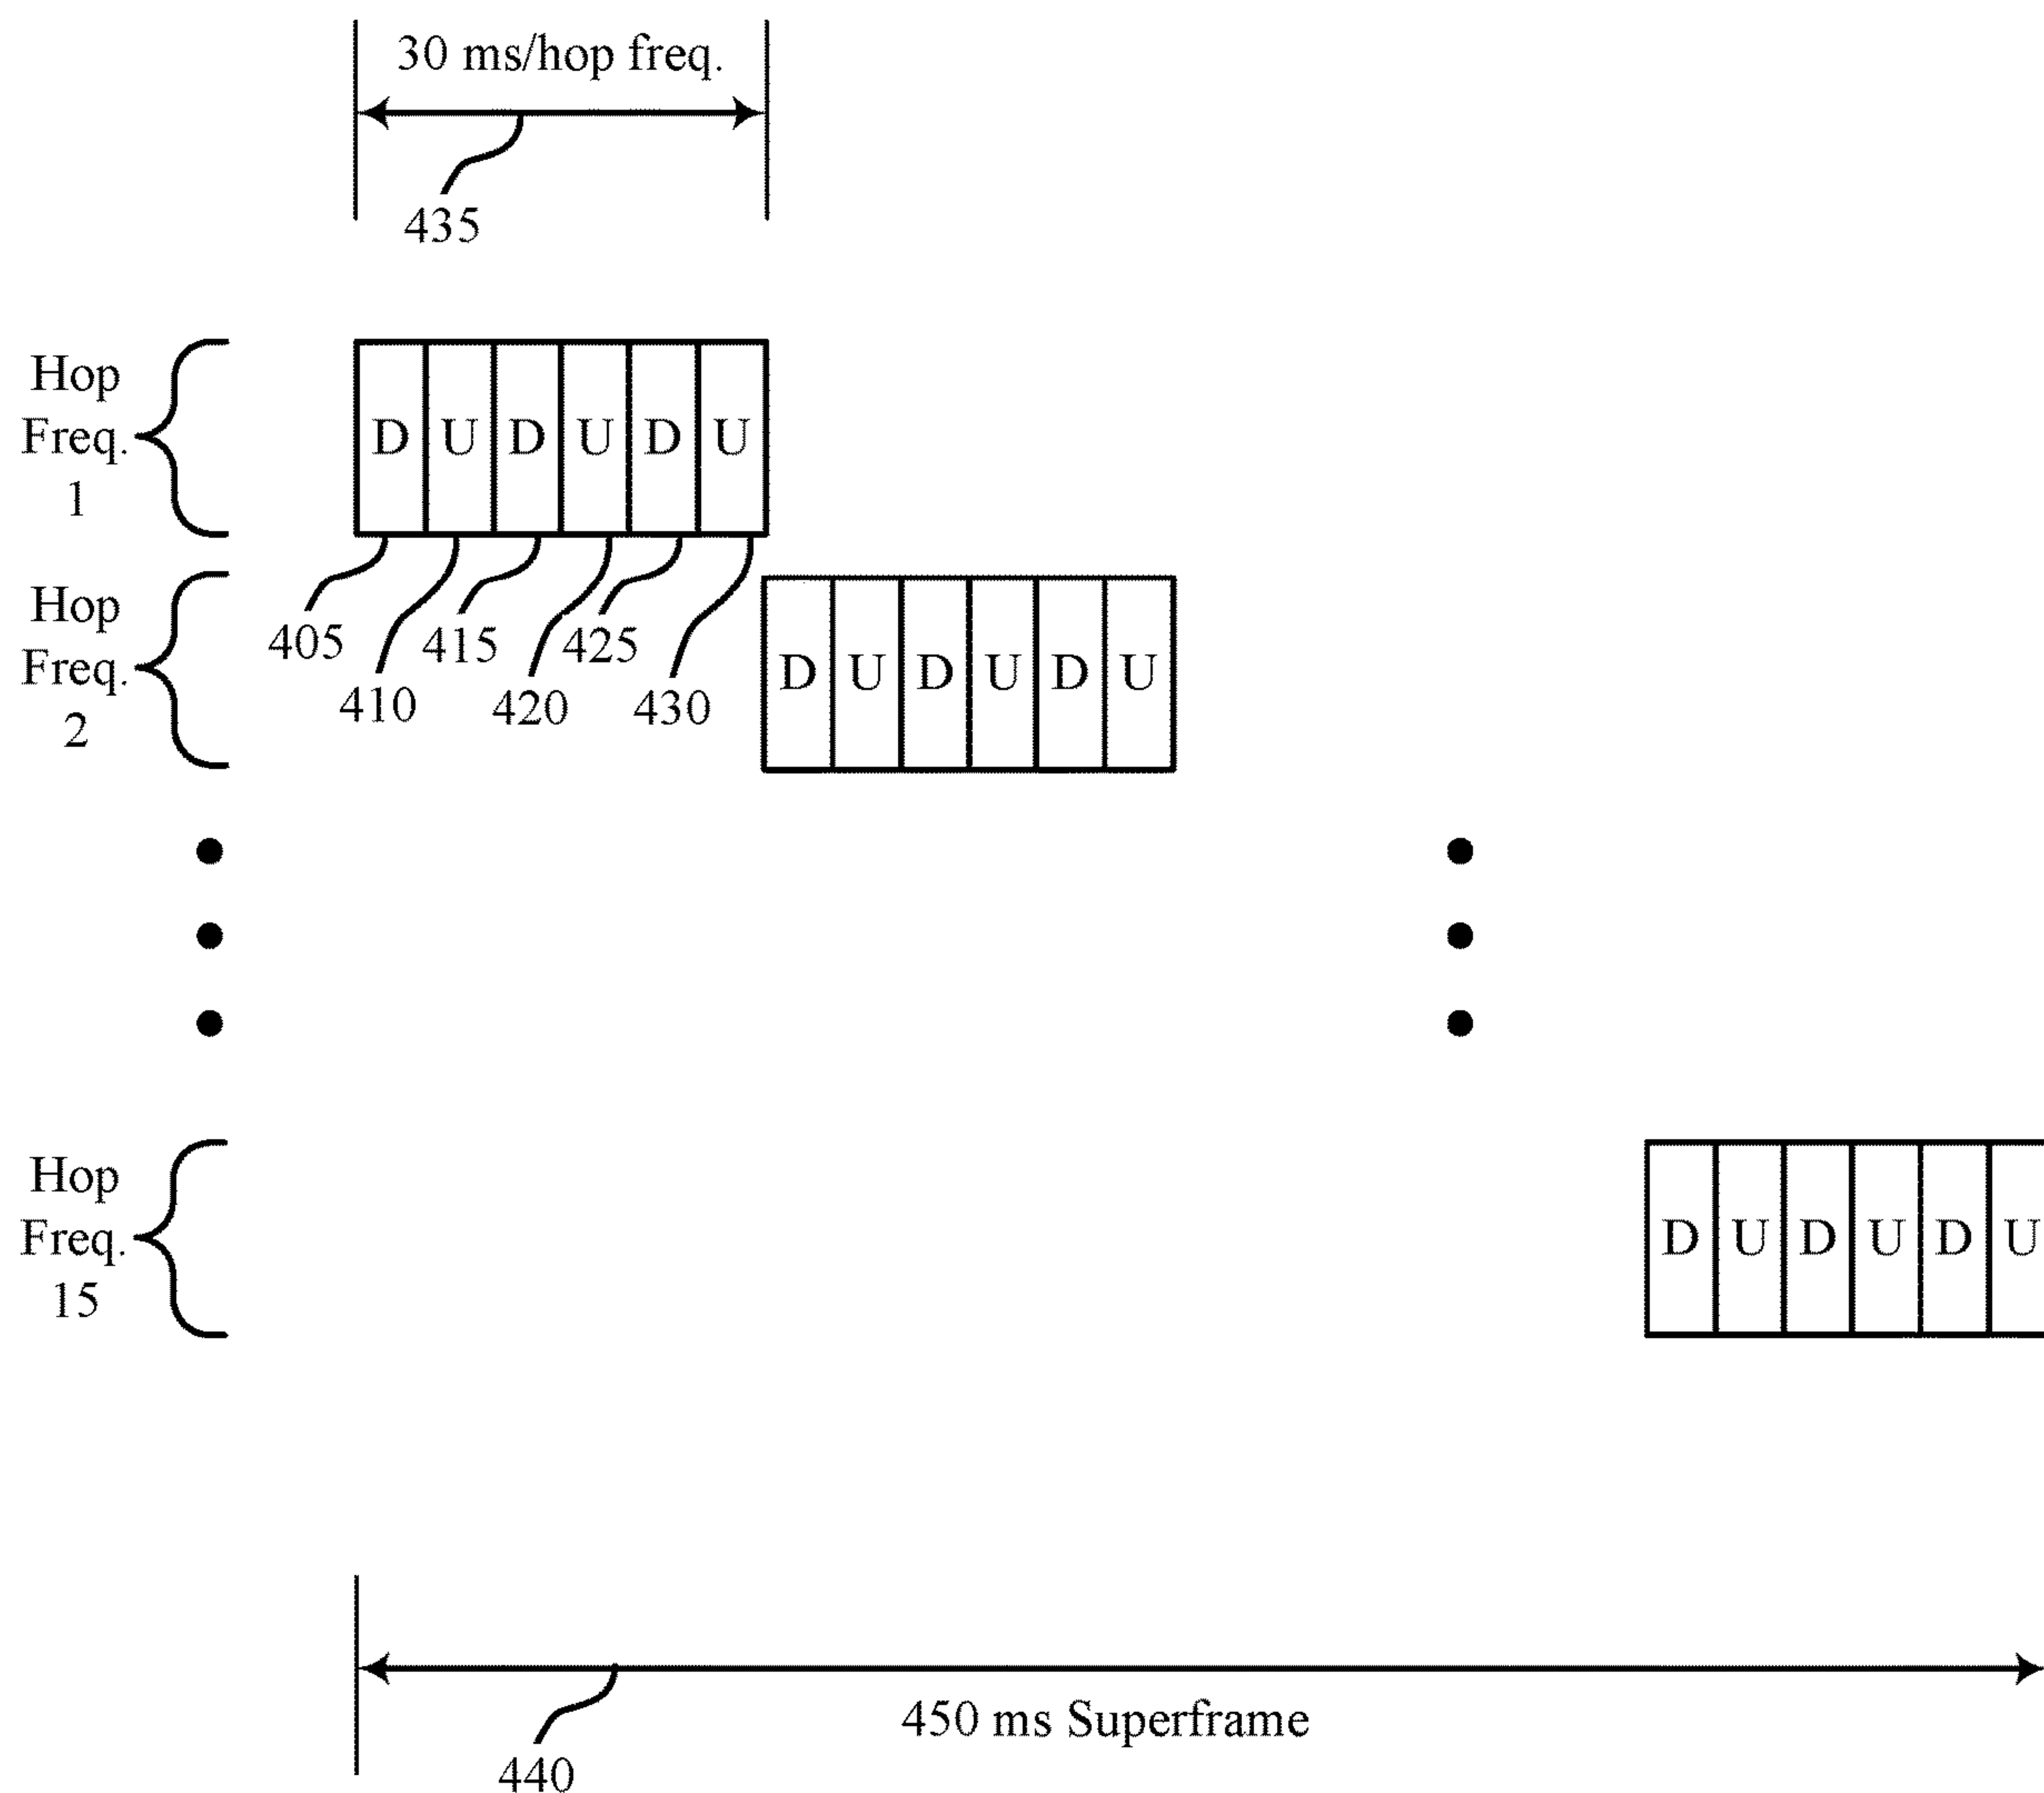 30 ms/hop freq.
435
Hop
Freq.
1
D U D U D U
405
410
415
420
425
430
Hop
Freq.
2
D U D U D U
Hop
Freq.
15
D U D U D U
450 ms Superframe
440